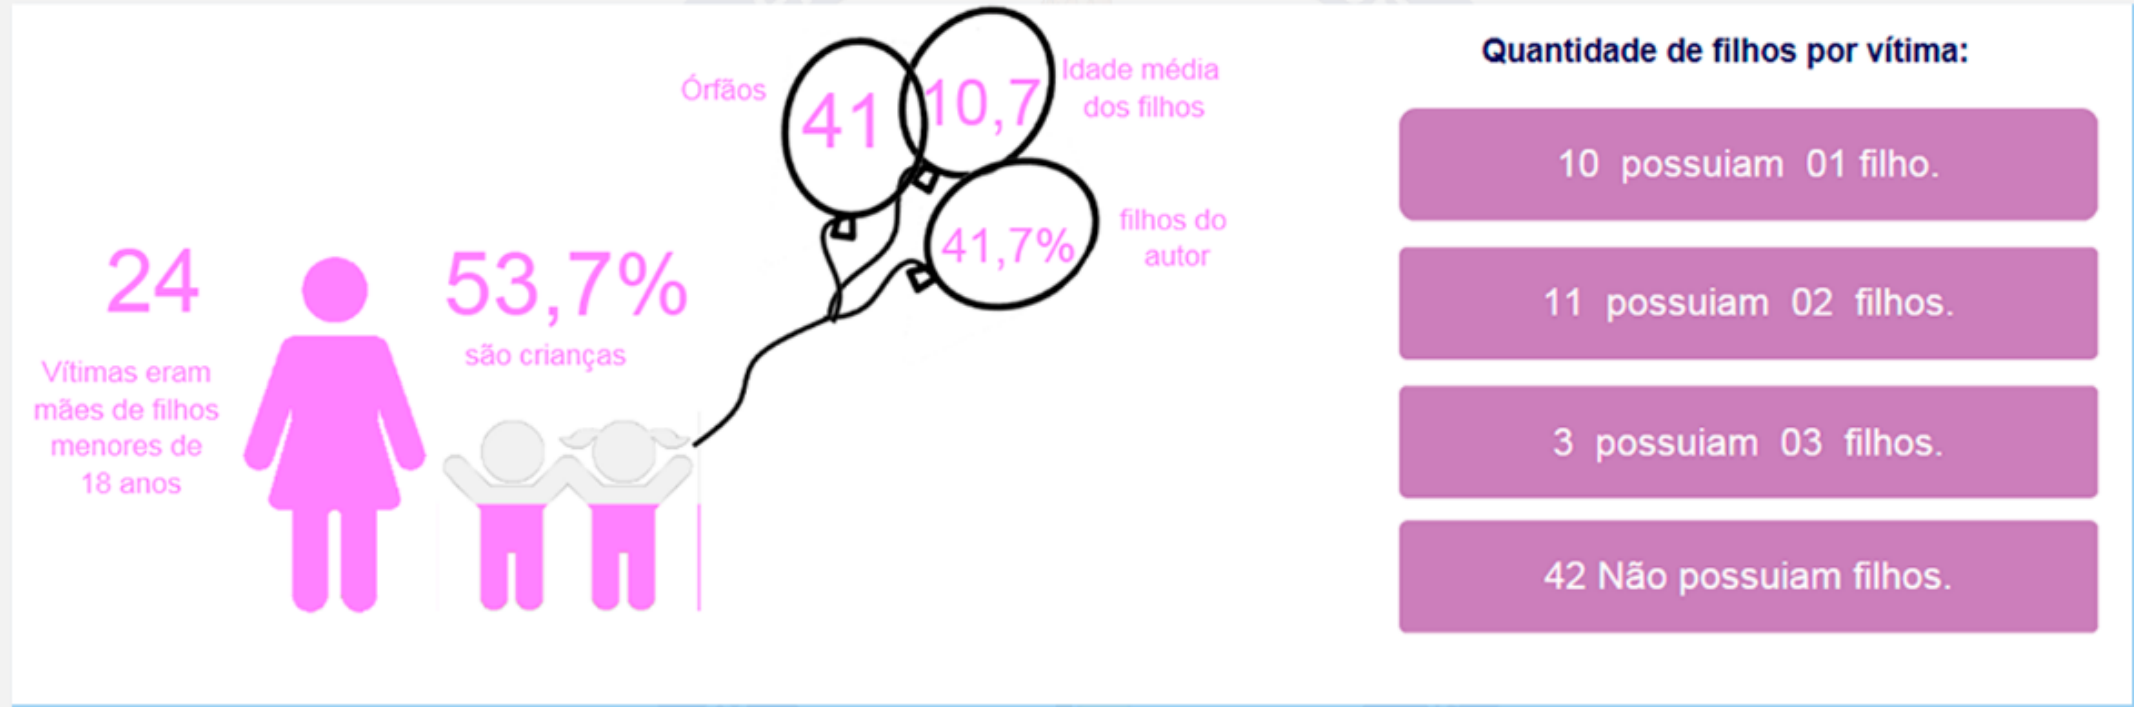 24
Vítimas eram
mães de filhos
menores de
18 anos
53,7%
são crianças
Órfãos
41
10,7
Idade média
dos filhos
41,7%
filhos do
autor
Quantidade de filhos por vítima:
10 possuiam 01 filho.
11 possuiam 02 filhos.
3 possuiam 03 filhos.
42 Não possuiam filhos.